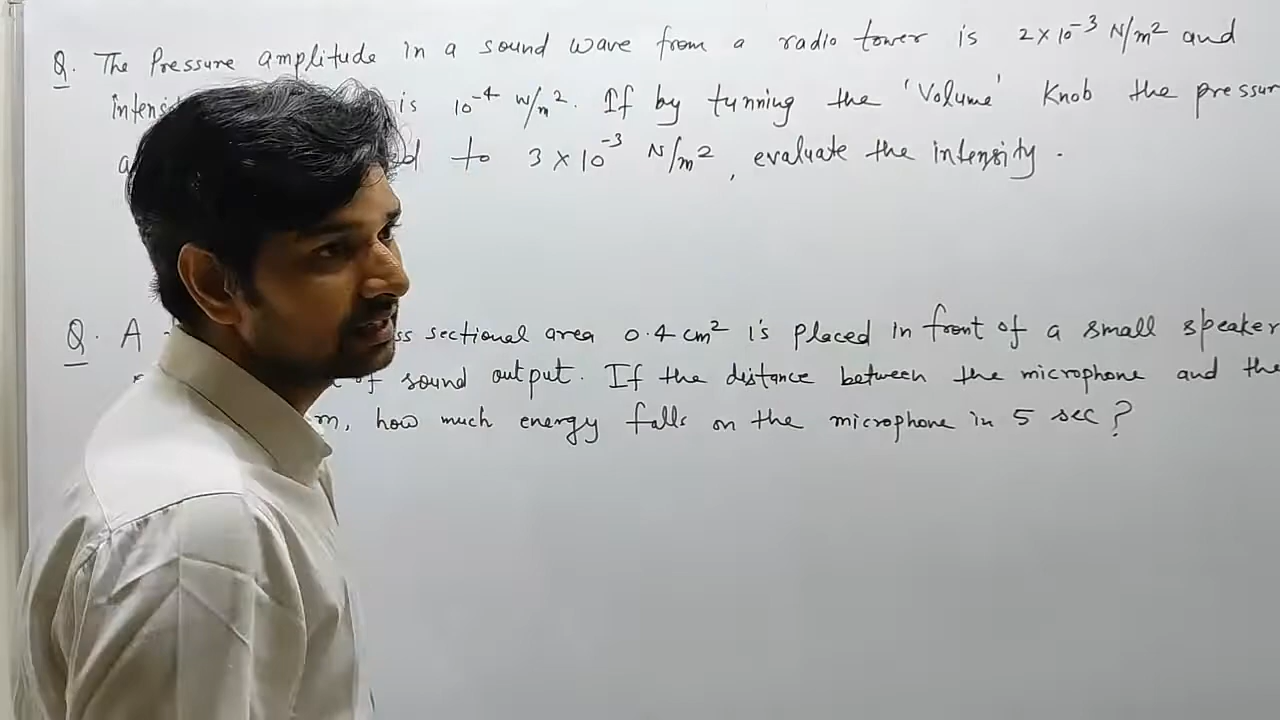 Q. The Pressure amplitude in a sound wave from a radio tower is 2×10⁻³ N/m² and
is 10⁻⁴ W/m². If by tunning the 'Volume' Knob the pressur
to 3×10⁻³ N/m², evaluate the intensity.
Q. A sectional area 0.4 cm² is placed in front of a small speaker
of sound output. If the distance between the microphone and the
m, how much energy falls on the microphone in 5 sec?